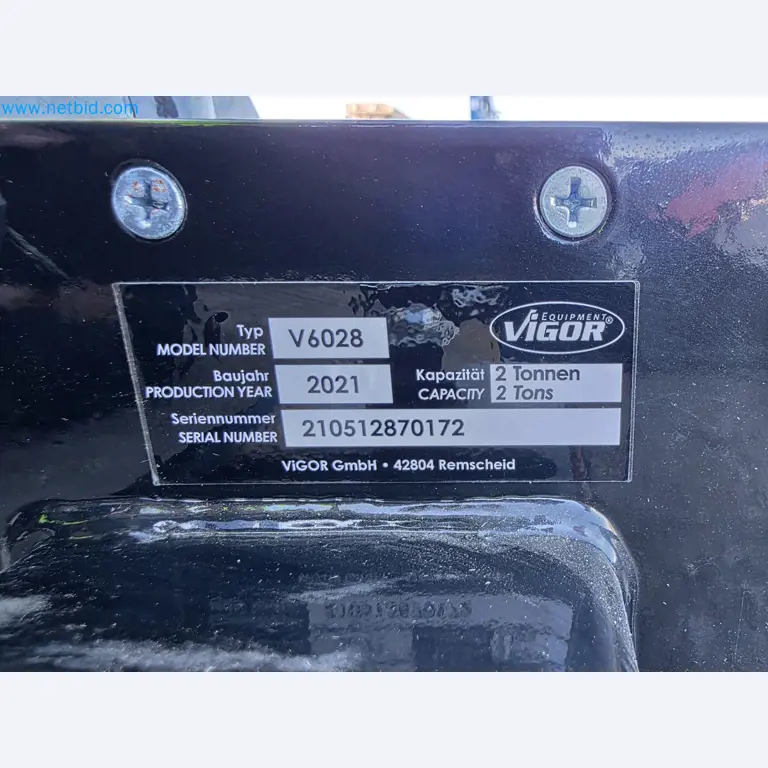 www.netbid.com
EQUIPMENT
ViGOR®
Typ
MODEL NUMBER
V6028
Baujahr
PRODUCTION YEAR
2021
Kapazität
CAPACITY
2 Tonnen
2 Tons
Seriennummer
SERIAL NUMBER
210512870172
ViGOR GmbH • 42804 Remscheid